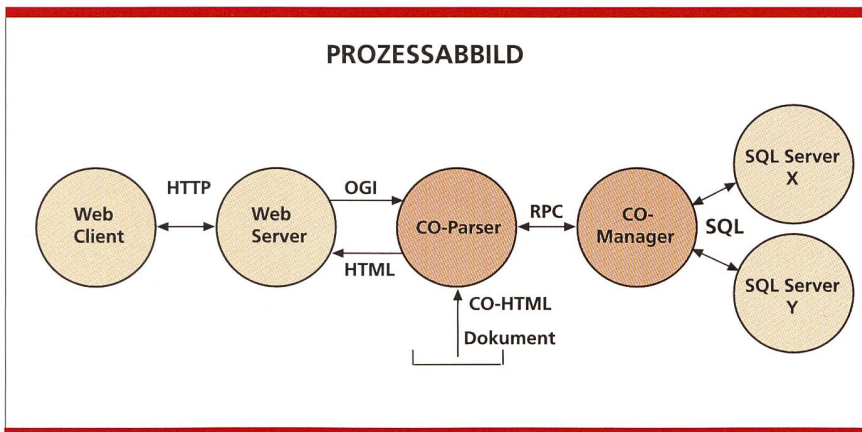 PROZESSABBILD
Web
Client
HTTP
Web
Server
OGI
HTML
CO-Parser
CO-HTML
Dokument
RPC
CO-
Manager
SQL
SQL Server
X
SQL Server
Y